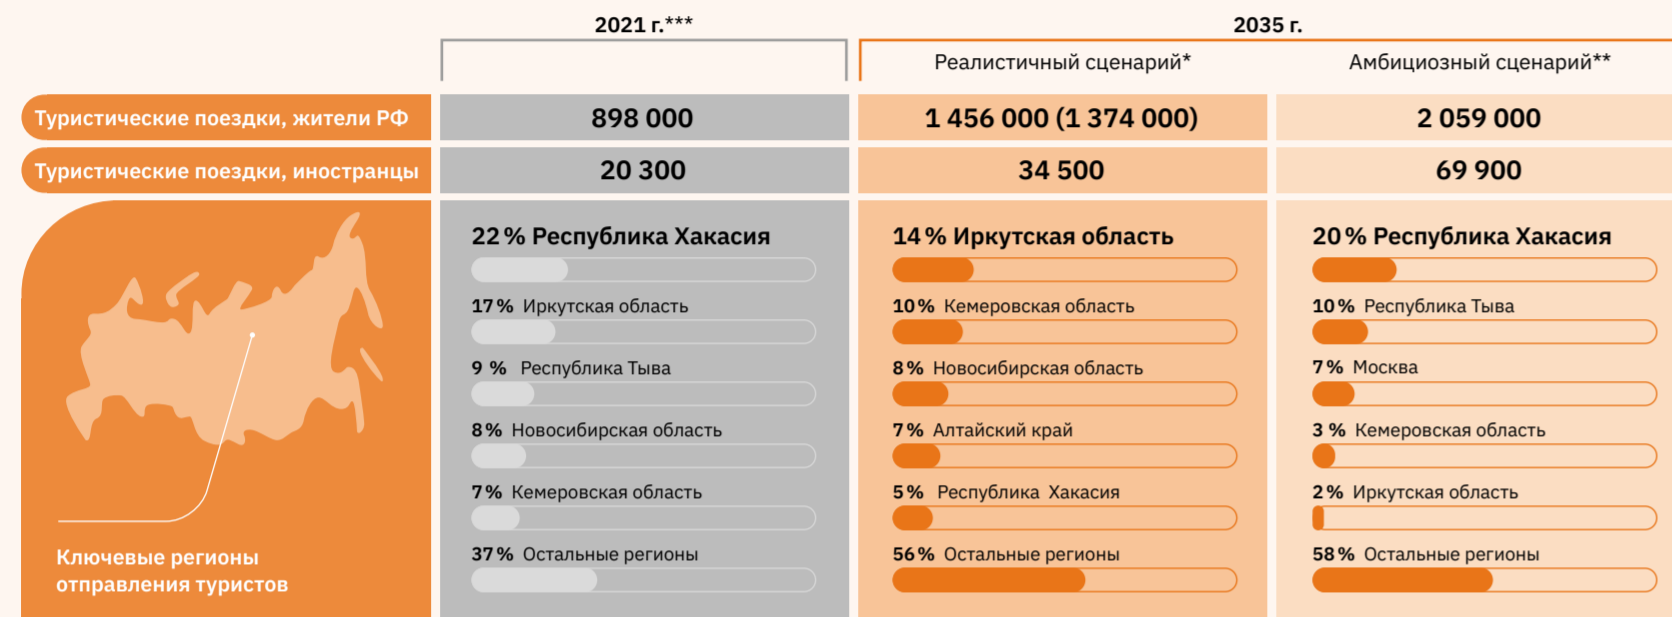 2021 г.***
2035 г.
Реалистичный сценарий*
Амбициозный сценарий**
Туристические поездки, жители РФ
898 000
1 456 000 (1 374 000)
2 059 000
Туристические поездки, иностранцы
20 300
34 500
69 900
Ключевые регионы
отправления туристов
22 % Республика Хакасия
17 % Иркутская область
9 % Республика Тыва
8 % Новосибирская область
7 % Кемеровская область
37 % Остальные регионы
14 % Иркутская область
10 % Кемеровская область
8 % Новосибирская область
7 % Алтайский край
5 % Республика Хакасия
56 % Остальные регионы
20 % Республика Хакасия
10 % Республика Тыва
7 % Москва
3 % Кемеровская область
2 % Иркутская область
58 % Остальные регионы